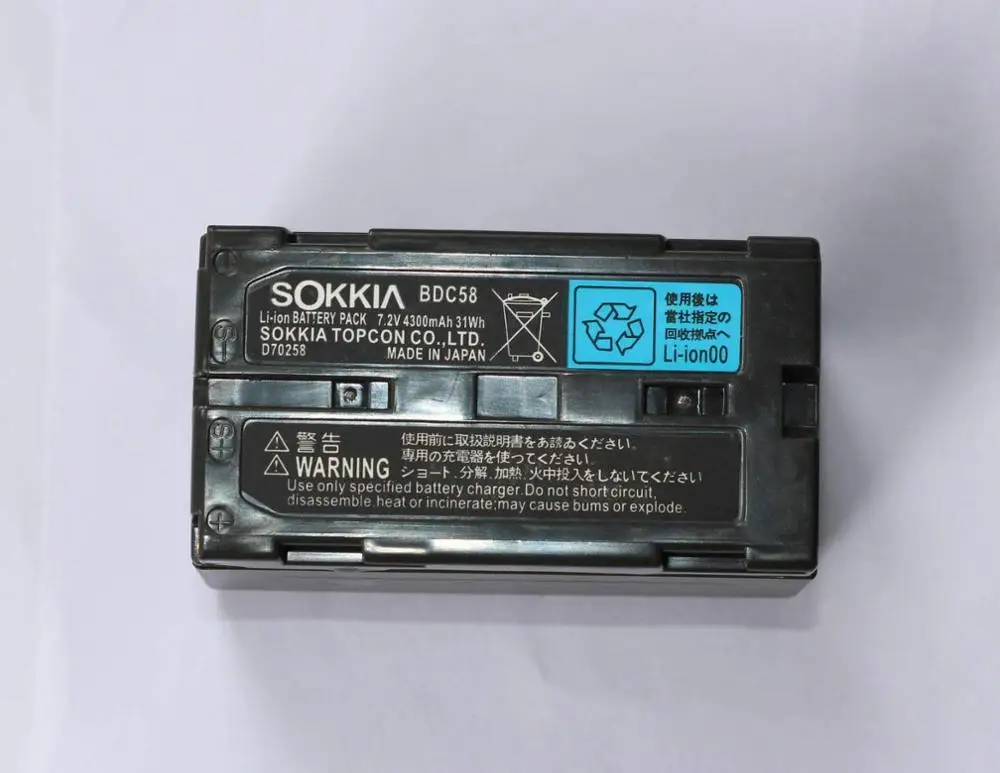 SOKKIA BDC58
Li-ion BATTERY PACK 7.2V 4300mAh 31Wh
SOKKIA TOPCON CO.,LTD.
D70258 MADE IN JAPAN
使用後は
当社指定の
回収拠点へ
Li-ion00
警告
WARNING
使用前に取扱説明書をあ読ゐください。
専用の充電器を使つてください
ショート、分解、加熱、火中投入をしないてください
Use only specified battery charger.Do not short circuit,
disassemble,heat or incinerate;may cause bums or explode.